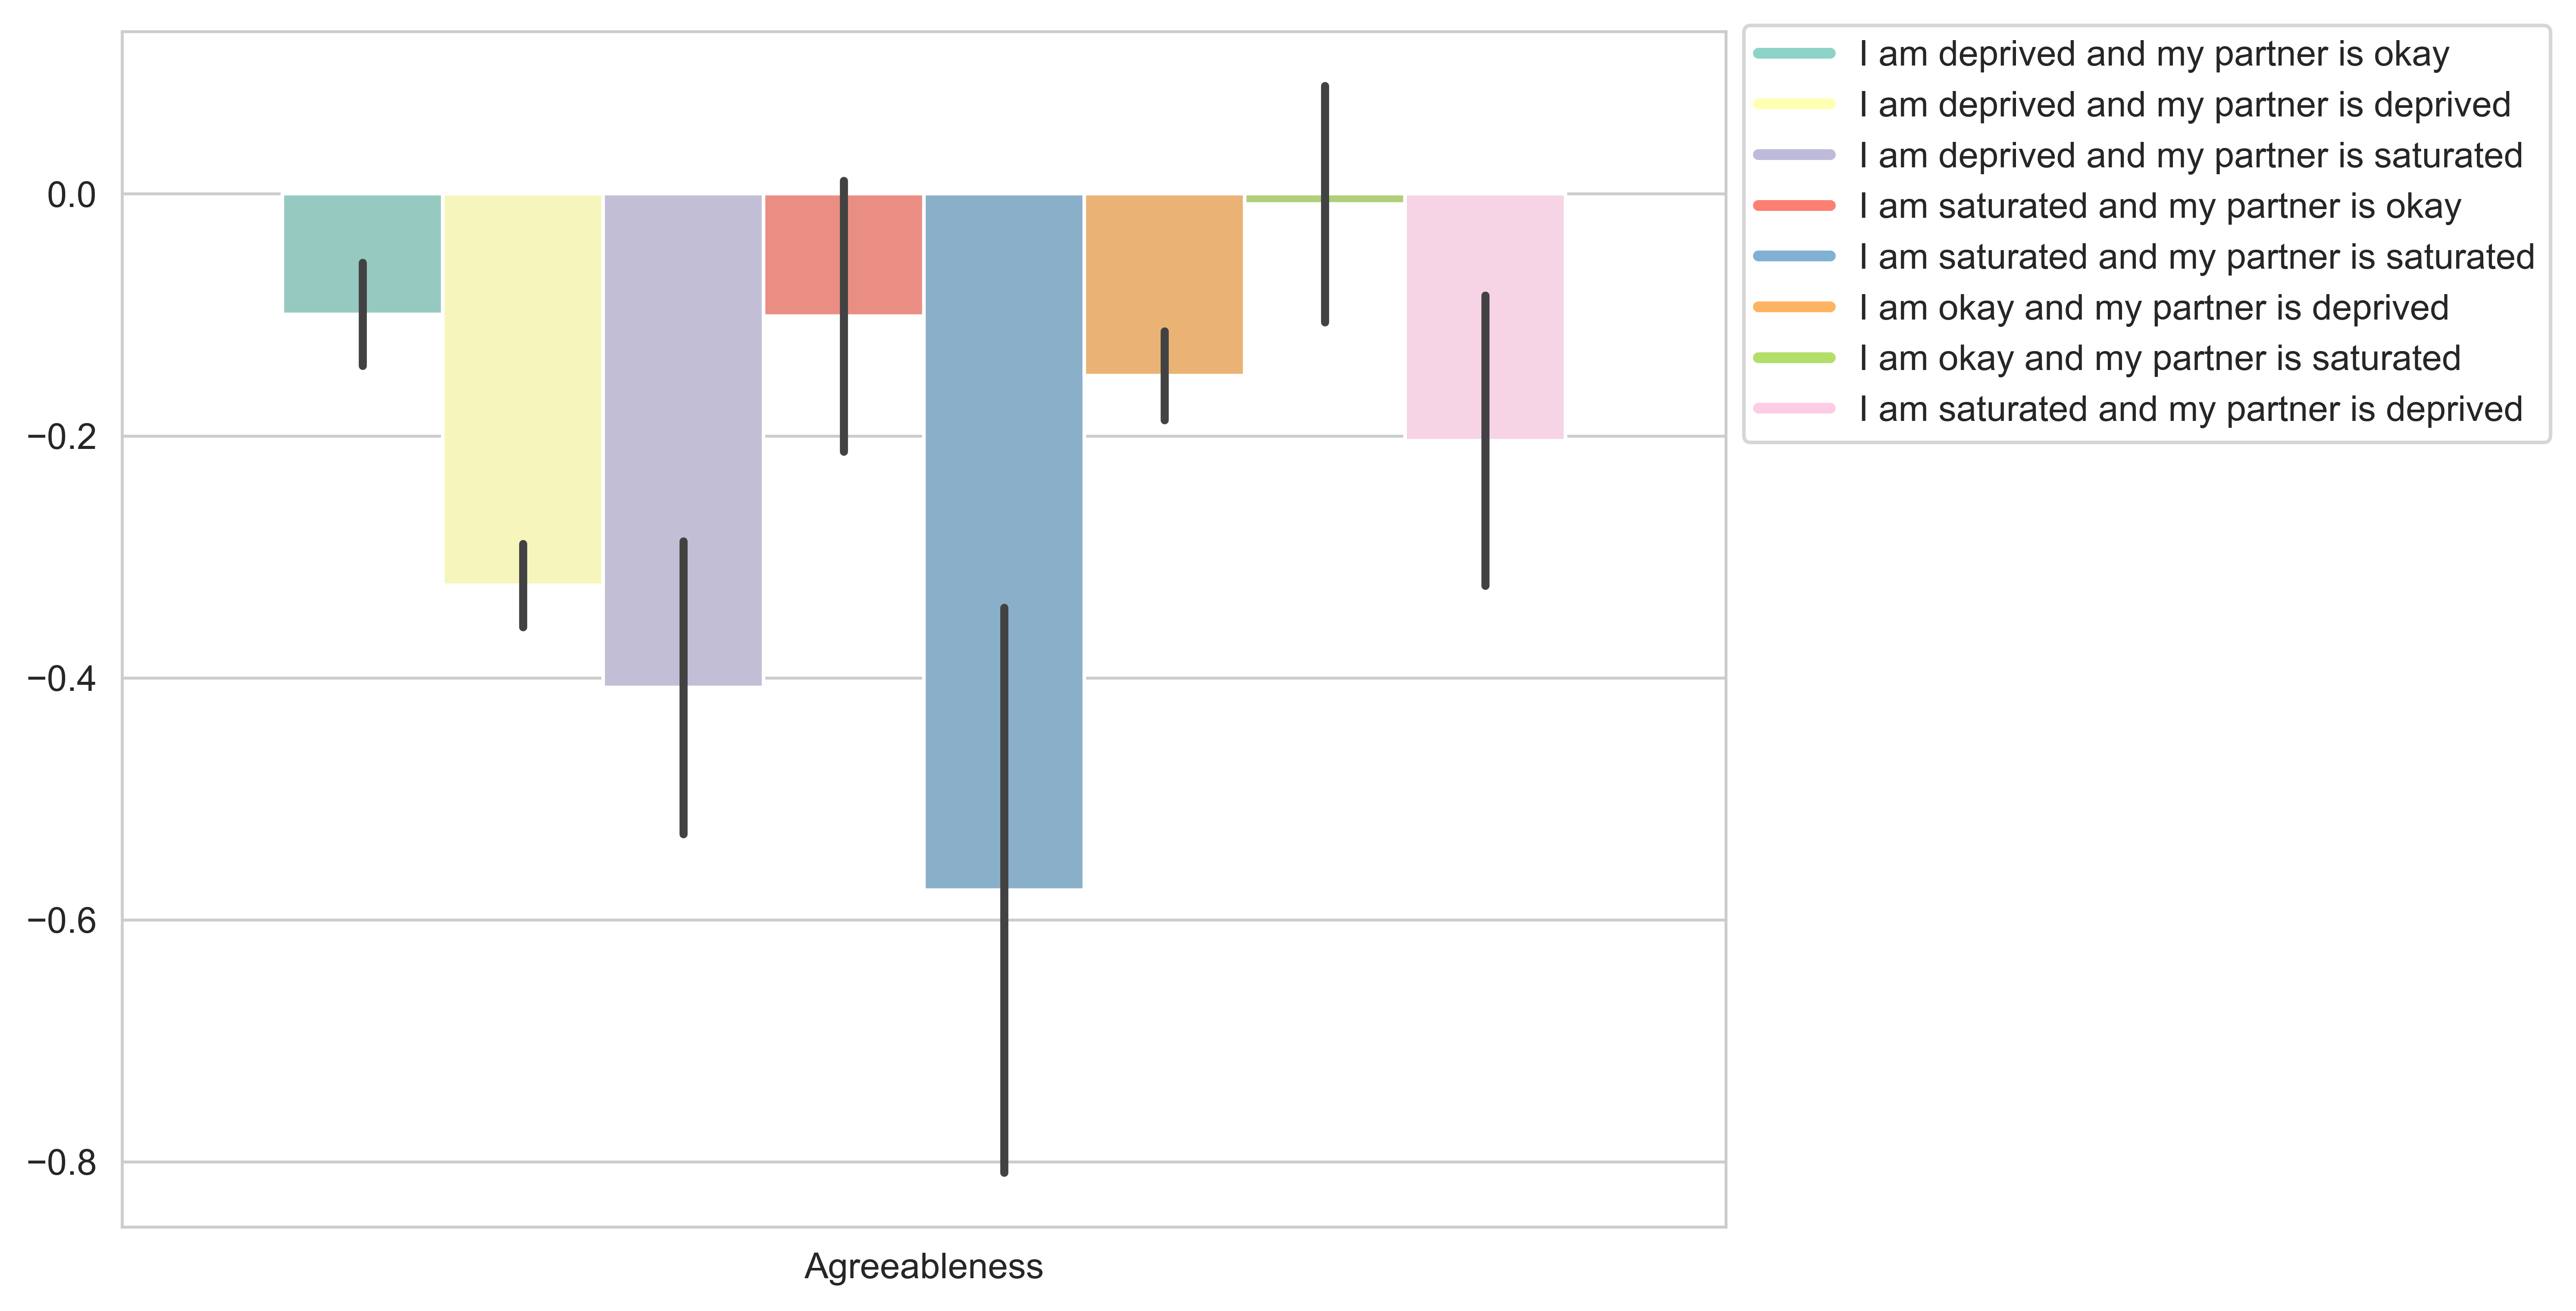 0.0
−0.2
−0.4
−0.6
−0.8
Agreeableness
I am deprived and my partner is okay
I am deprived and my partner is deprived
I am deprived and my partner is saturated
I am saturated and my partner is okay
I am saturated and my partner is saturated
I am okay and my partner is deprived
I am okay and my partner is saturated
I am saturated and my partner is deprived